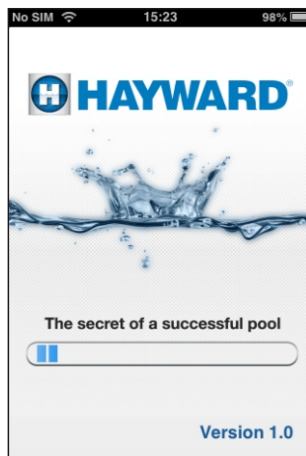 No SIM 15:23 98%
HAYWARD®
The secret of a successful pool
Version 1.0